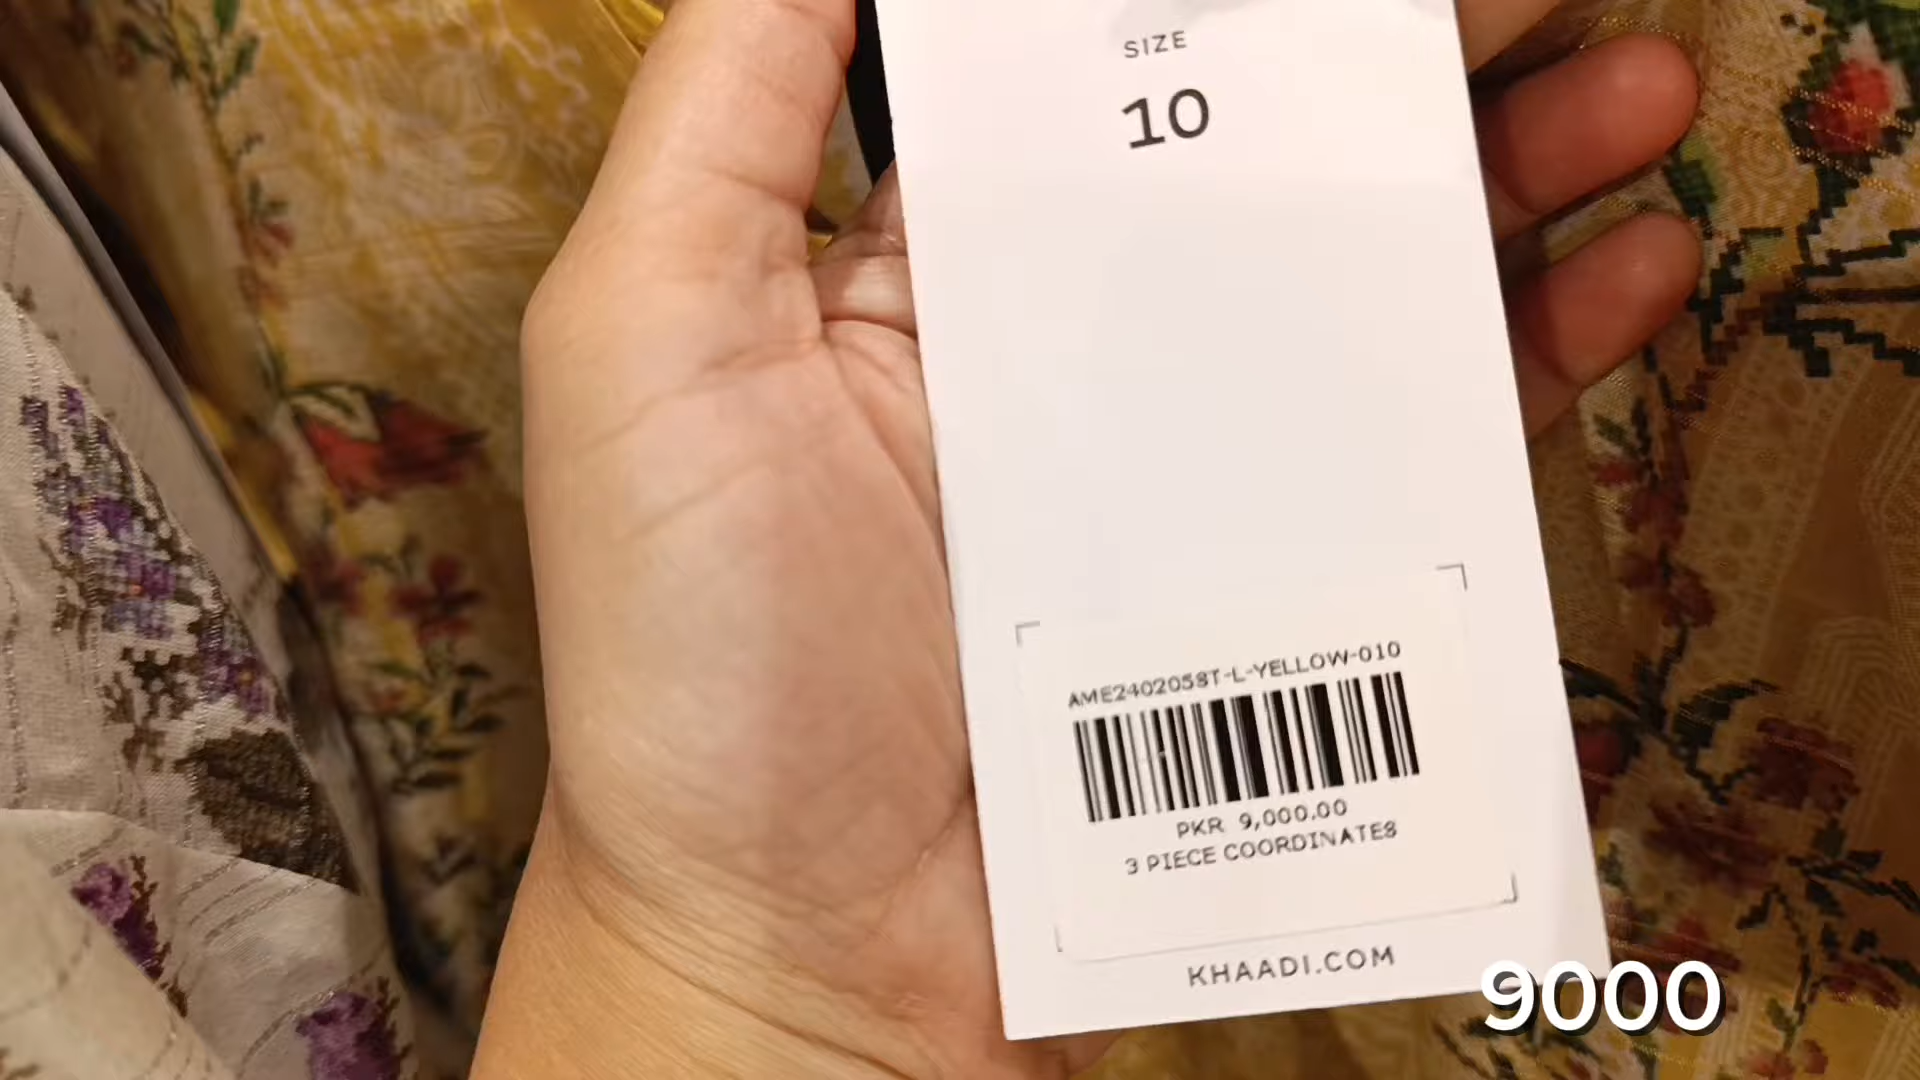 SIZE
10
AME2402058T-L-YELLOW-010
PKR 9,000.00
3 PIECE COORDINATES
KHAADI.COM
9000